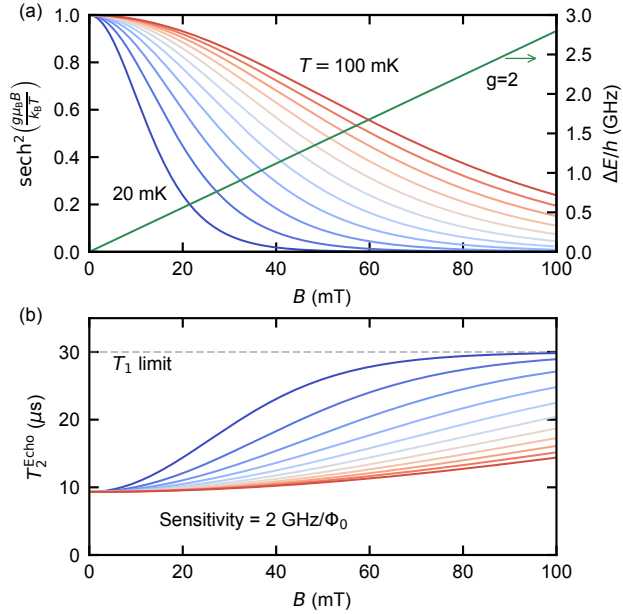 (a)
sech²(gμ_BB/k_BT)
1.0
0.8
0.6
0.4
0.2
0.0
T = 100 mK
20 mK
g=2
3.0
2.5
2.0
1.5
1.0
0.5
0.0
ΔE/h (GHz)
0 20 40 60 80 100
B (mT)
(b)
T₂^Echo (μs)
30
20
10
0
T₁ limit
Sensitivity = 2 GHz/Φ₀
0 20 40 60 80 100
B (mT)